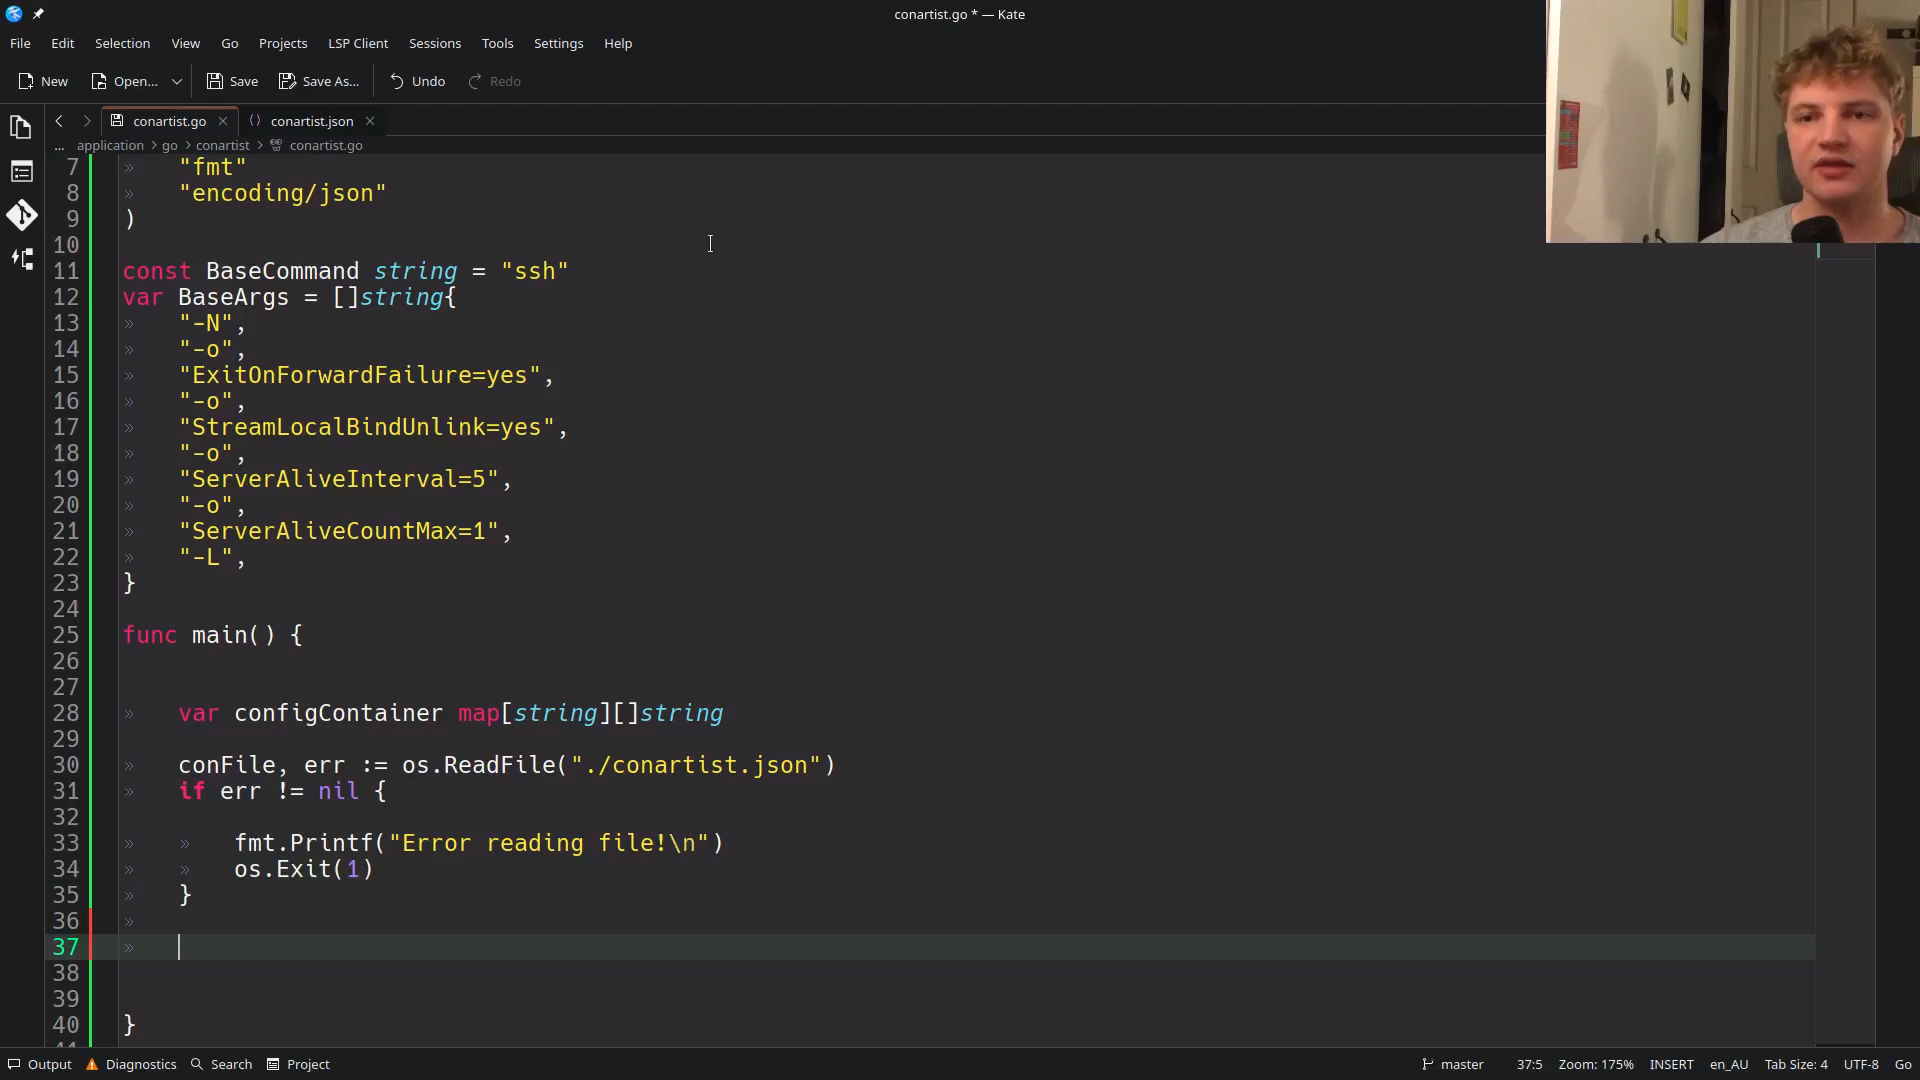 conartist.go * — Kate
File Edit Selection View Go Projects LSP Client Sessions Tools Settings Help
New Open... Save Save As... Undo Redo
conartist.go conartist.json
... application > go > conartist > conartist.go
7 » "fmt"
8 » "encoding/json"
9 )
10
11 const BaseCommand string = "ssh"
12 var BaseArgs = []string{
13 » "-N",
14 » "-o",
15 » "ExitOnForwardFailure=yes",
16 » "-o",
17 » "StreamLocalBindUnlink=yes",
18 » "-o",
19 » "ServerAliveInterval=5",
20 » "-o",
21 » "ServerAliveCountMax=1",
22 » "-L",
23 }
24
25 func main() {
26
27
28 » var configContainer map[string][]string
29
30 » conFile, err := os.ReadFile("./conartist.json")
31 » if err != nil {
32
33 » » fmt.Printf("Error reading file!\n")
34 » » os.Exit(1)
35 » }
36 »
37 »
38
39
40 }
Output Diagnostics Search Project master 37:5 Zoom: 175% INSERT en_AU Tab Size: 4 UTF-8 Go